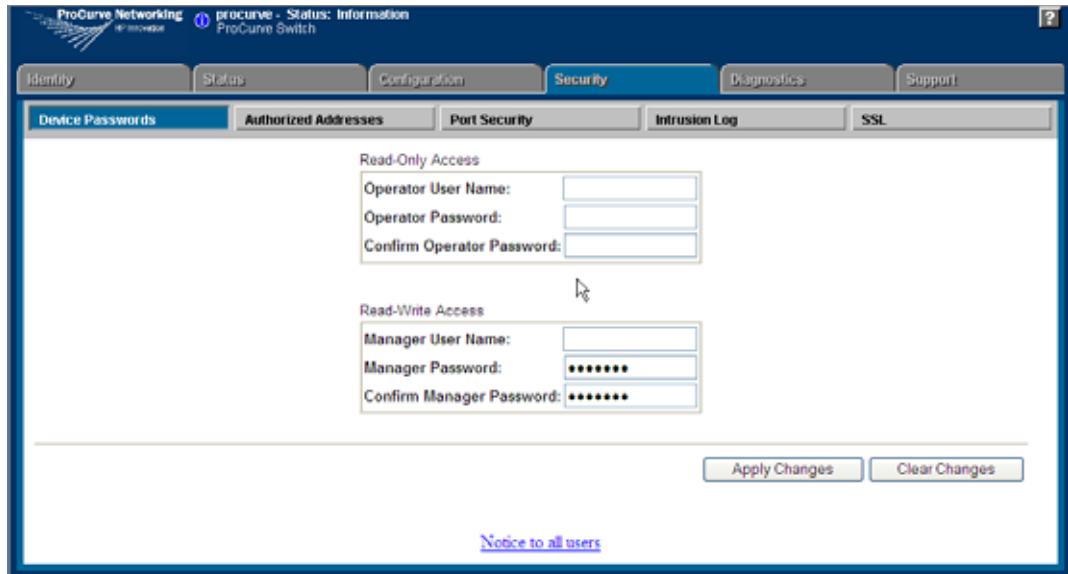 ProCurve Networking
HP Innovation
procurve - Status: Information
ProCurve Switch
?
Identity
Status
Configuration
Security
Diagnostics
Support
Device Passwords
Authorized Addresses
Port Security
Intrusion Log
SSL
Read-Only Access
Operator User Name:
Operator Password:
Confirm Operator Password:
Read-Write Access
Manager User Name:
Manager Password: •••••••
Confirm Manager Password: •••••••
Apply Changes
Clear Changes
Notice to all users